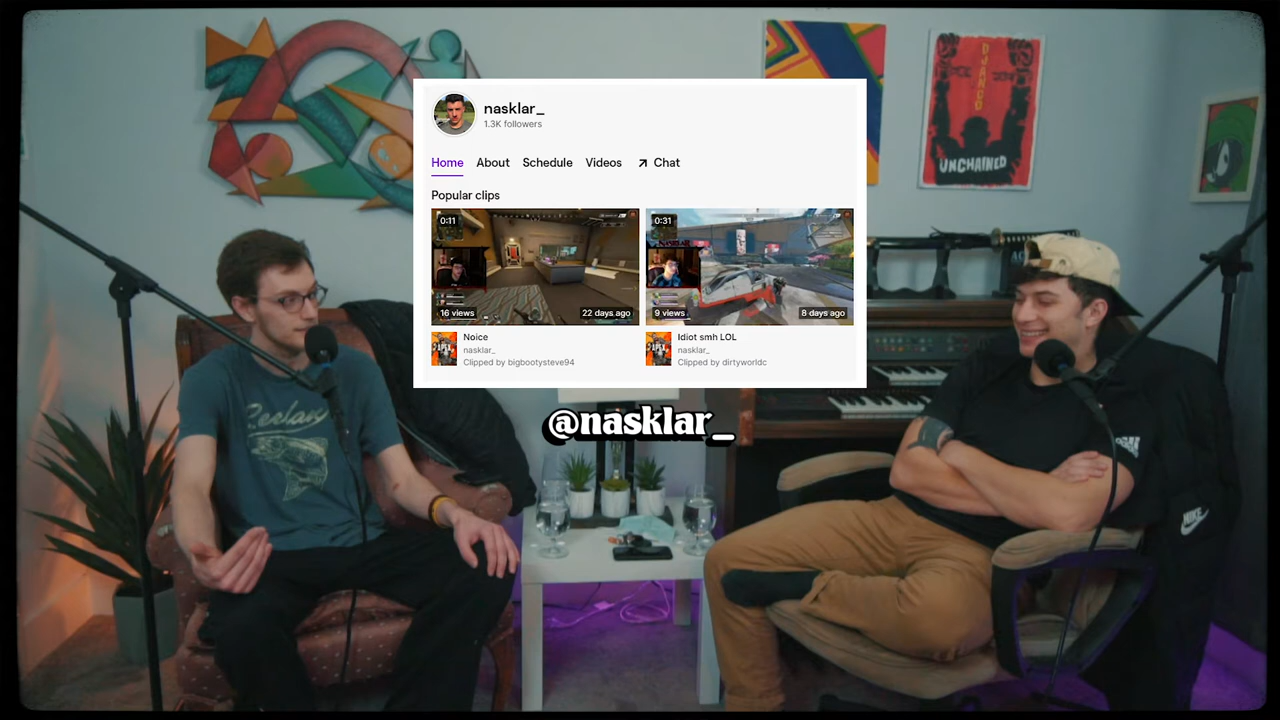 nasklar_
1.3K followers
Home About Schedule Videos Chat
Popular clips
0:11
0:31
16 views
22 days ago
9 views
8 days ago
Noice
Idiot smh LOL
nasklar_
nasklar_
Clipped by bigbootysteve94
Clipped by dirtyworldc
@nasklar_
DJANGO
UNCHAINED
NIKE